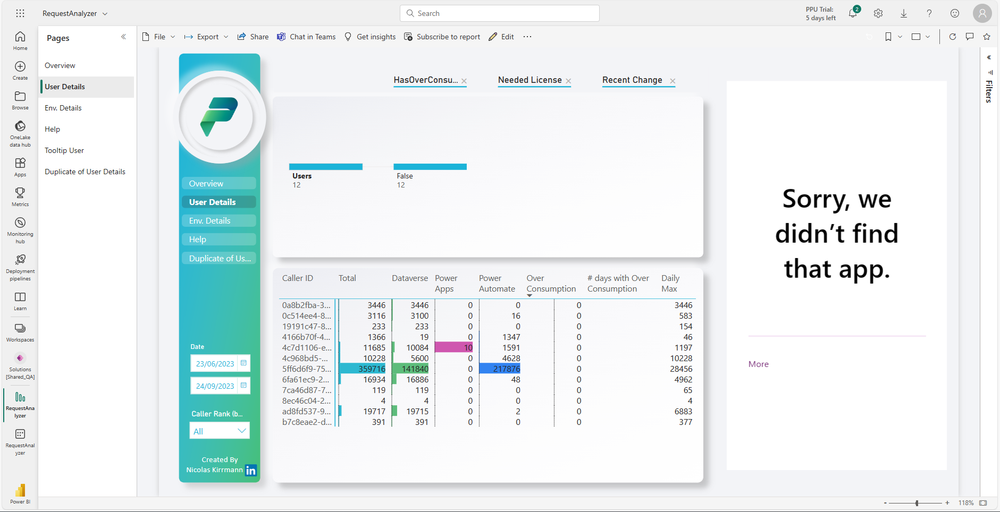 RequestAnalyzer
Search
PPU Trial:
5 days left
2
Home
Create
Browse
OneLake
data hub
Apps
Metrics
Monitoring
hub
Deployment
pipelines
Learn
Workspaces
Solutions
[Shared_QA]
RequestAna
lyzer
RequestAnal
yzer
Power BI
Pages
Overview
User Details
Env. Details
Help
Tooltip User
Duplicate of User Details
File
Export
Share
Chat in Teams
Get insights
Subscribe to report
Edit
Overview
User Details
Env. Details
Help
Duplicate of Us...
Date
23/06/2023
24/09/2023
Caller Rank (b...
All
Created By
Nicolas Kirrmann
in
HasOverConsu... Needed License Recent Change
Users False
12 12
Caller ID Total Dataverse Power Apps Power Automate Over Consumption # days with Over Consumption Daily Max
0a8b2fba-3... 3446 3446 0 0 0 3446
0c514ee4-8... 3116 3100 0 16 0 583
19191c47-8... 233 233 0 0 0 154
4166b70f-4... 1366 19 0 1347 0 46
4c7d1106-e... 11685 10084 10 1591 0 1197
4c968bd5-... 10228 5600 0 4628 0 10228
5ff6d6f9-75... 359716 141840 0 217876 0 28456
6fa61ec9-2... 16934 16886 0 48 0 4962
7ca46d87-7... 119 119 0 0 0 65
8ec46c04-2... 4 4 0 0 0 4
ad8fd537-9... 19717 19715 0 2 0 6883
b7c8eae2-d... 391 391 0 0 0 377
Sorry, we
didn't find
that app.
More
Filters
- + 118%